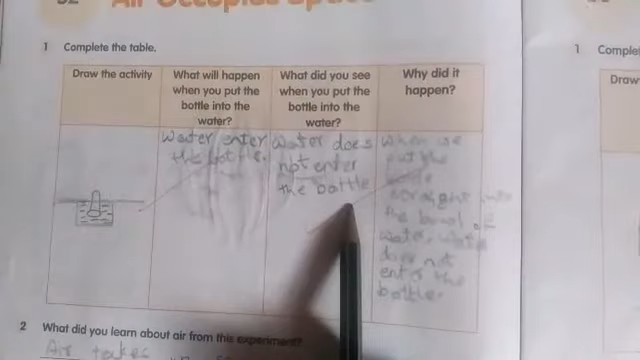 Air Occupies Space
1 Complete the table.
Draw the activity
What will happen
when you put the
bottle into the
water?
What did you see
when you put the
bottle into the
water?
Why did it
happen?
Water enter
the bottle.
Water does
not enter
the bottle
When we
put the
straight into
the bowl of
water, water
does not
enter the
bottle.
2 What did you learn about air from this experiment?
Air takes
1 Comple
Draw